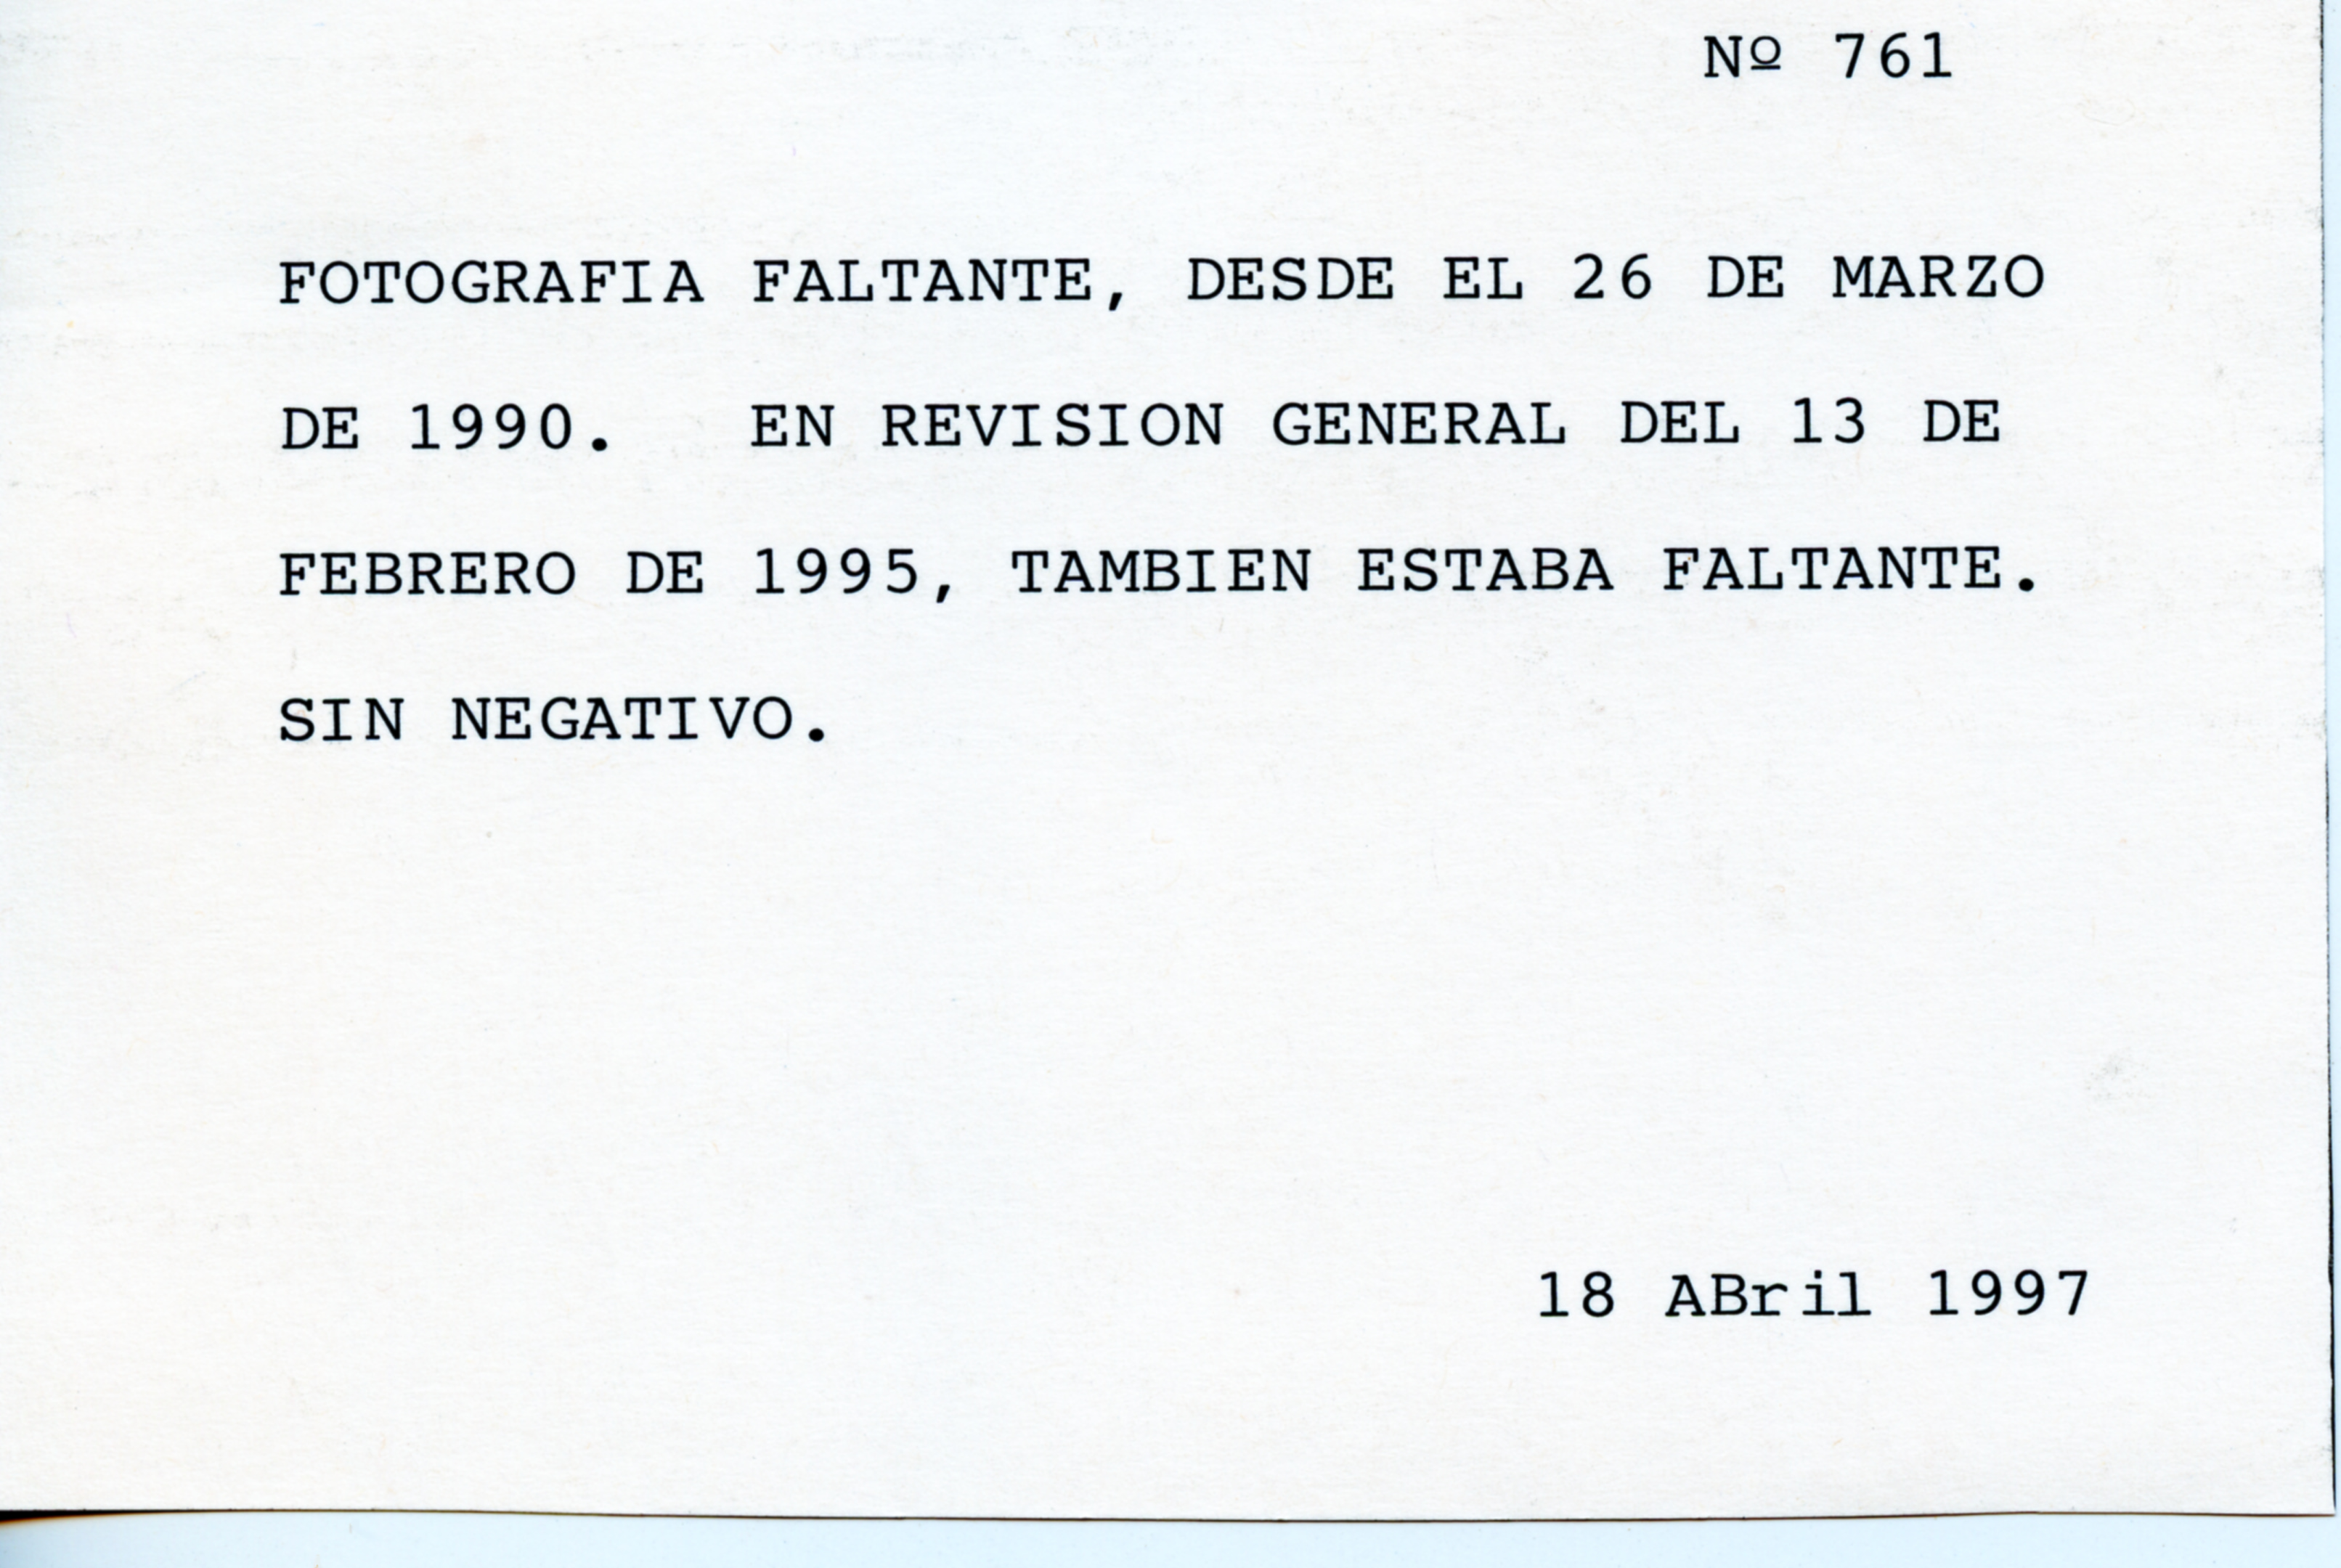 Nº 761
FOTOGRAFIA FALTANTE, DESDE EL 26 DE MARZO
DE 1990. EN REVISION GENERAL DEL 13 DE
FEBRERO DE 1995, TAMBIEN ESTABA FALTANTE.
SIN NEGATIVO.
18 ABril 1997